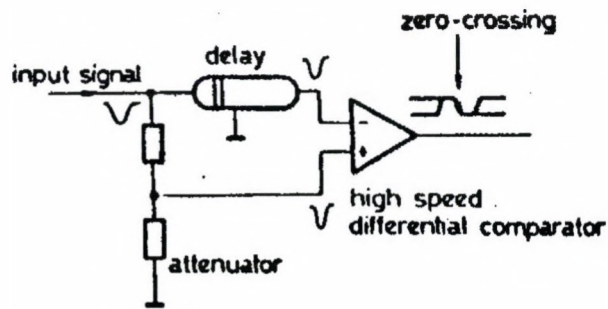 zero-crossing
delay
input signal
-
+
high speed
differential comparator
attenuator